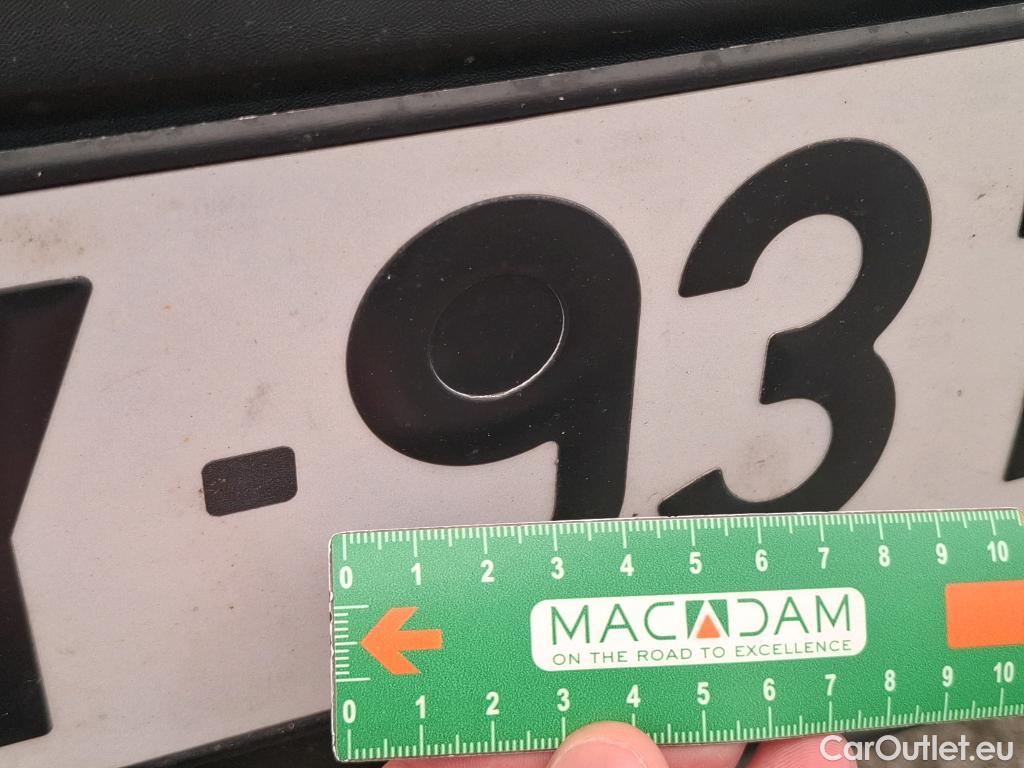 -93
0 1 2 3 4 5 6 7 8 9 10
MACADAM
ON THE ROAD TO EXCELLENCE
0 1 2 3 4 5 6 7 8 9 10
CarOutlet.eu